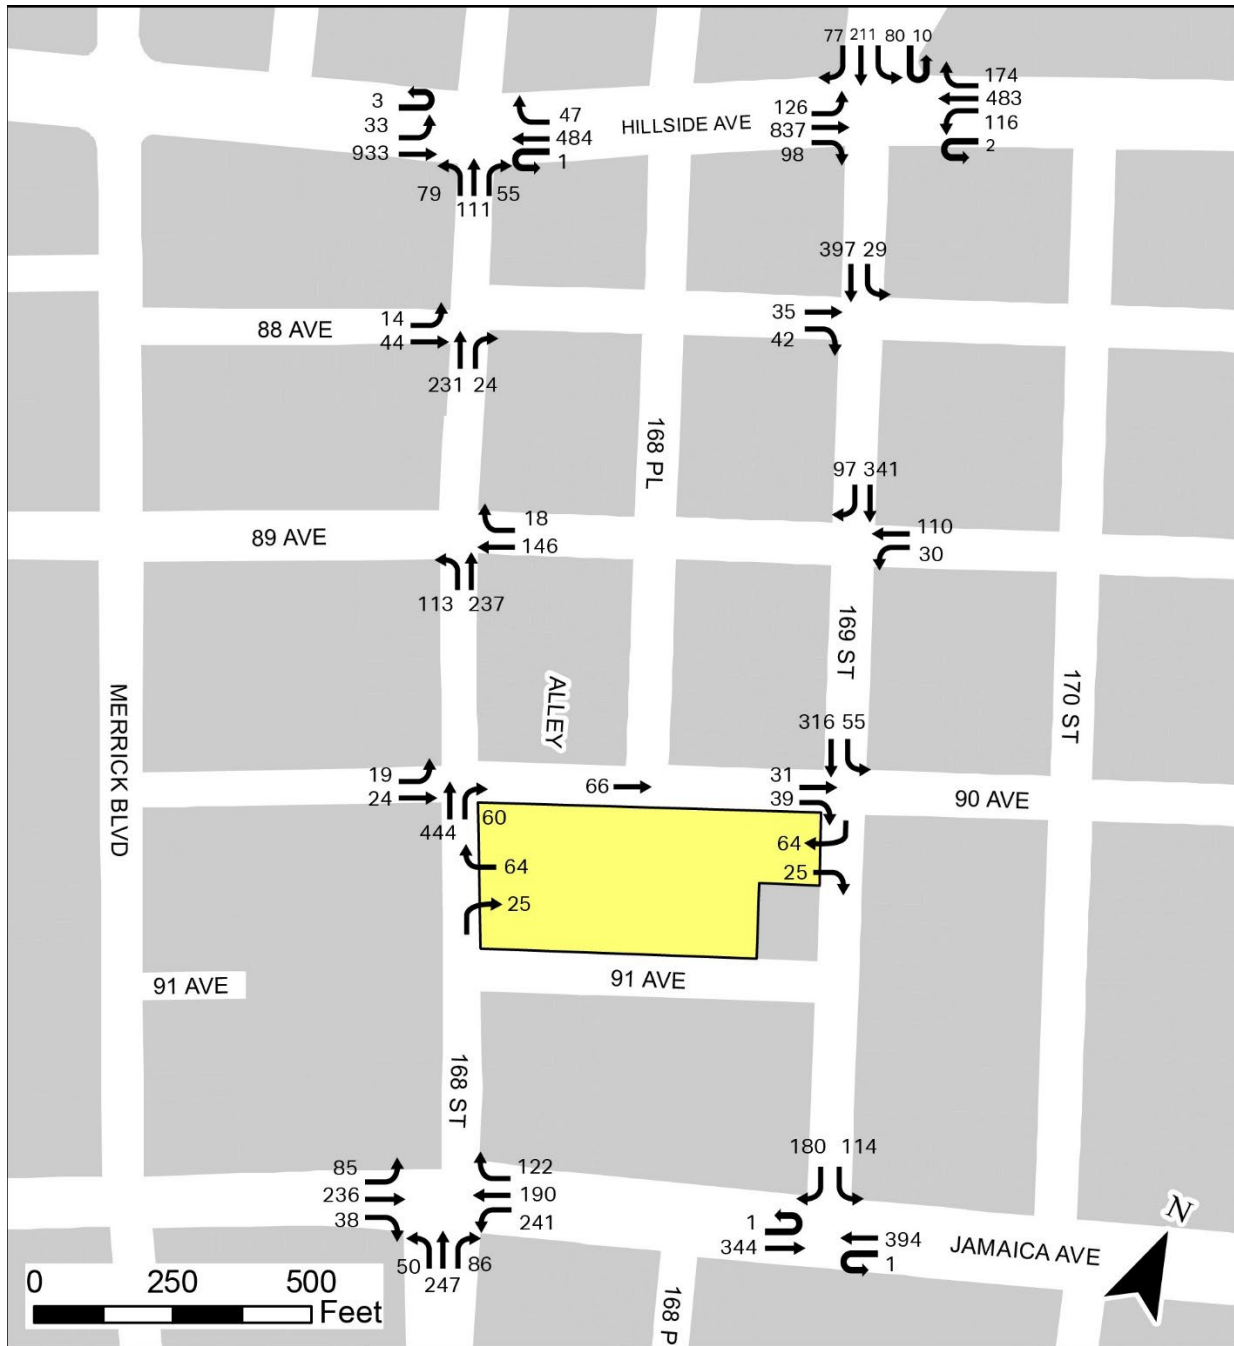 77 211 80 10
174
483
116
2
126
837
98
HILLSIDE AVE
3
33
933
47
484
1
79 111 55
397 29
35
42
14
44
88 AVE
231 24
168 PL
97 341
110
30
18
146
89 AVE
113 237
169 ST
170 ST
ALLEY
MERRICK BLVD
316 55
31
39
66
90 AVE
19
24
444 60
64
25
64
25
91 AVE
91 AVE
168 ST
180 114
85
236
38
122
190
241
50 247 86
1
344
394
1
JAMAICA AVE
N
168 P
0 250 500
Feet